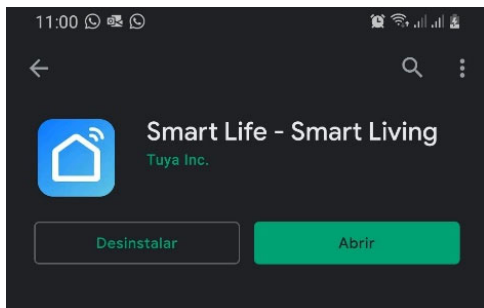 11:00
Smart Life - Smart Living
Tuya Inc.
Desinstalar
Abrir